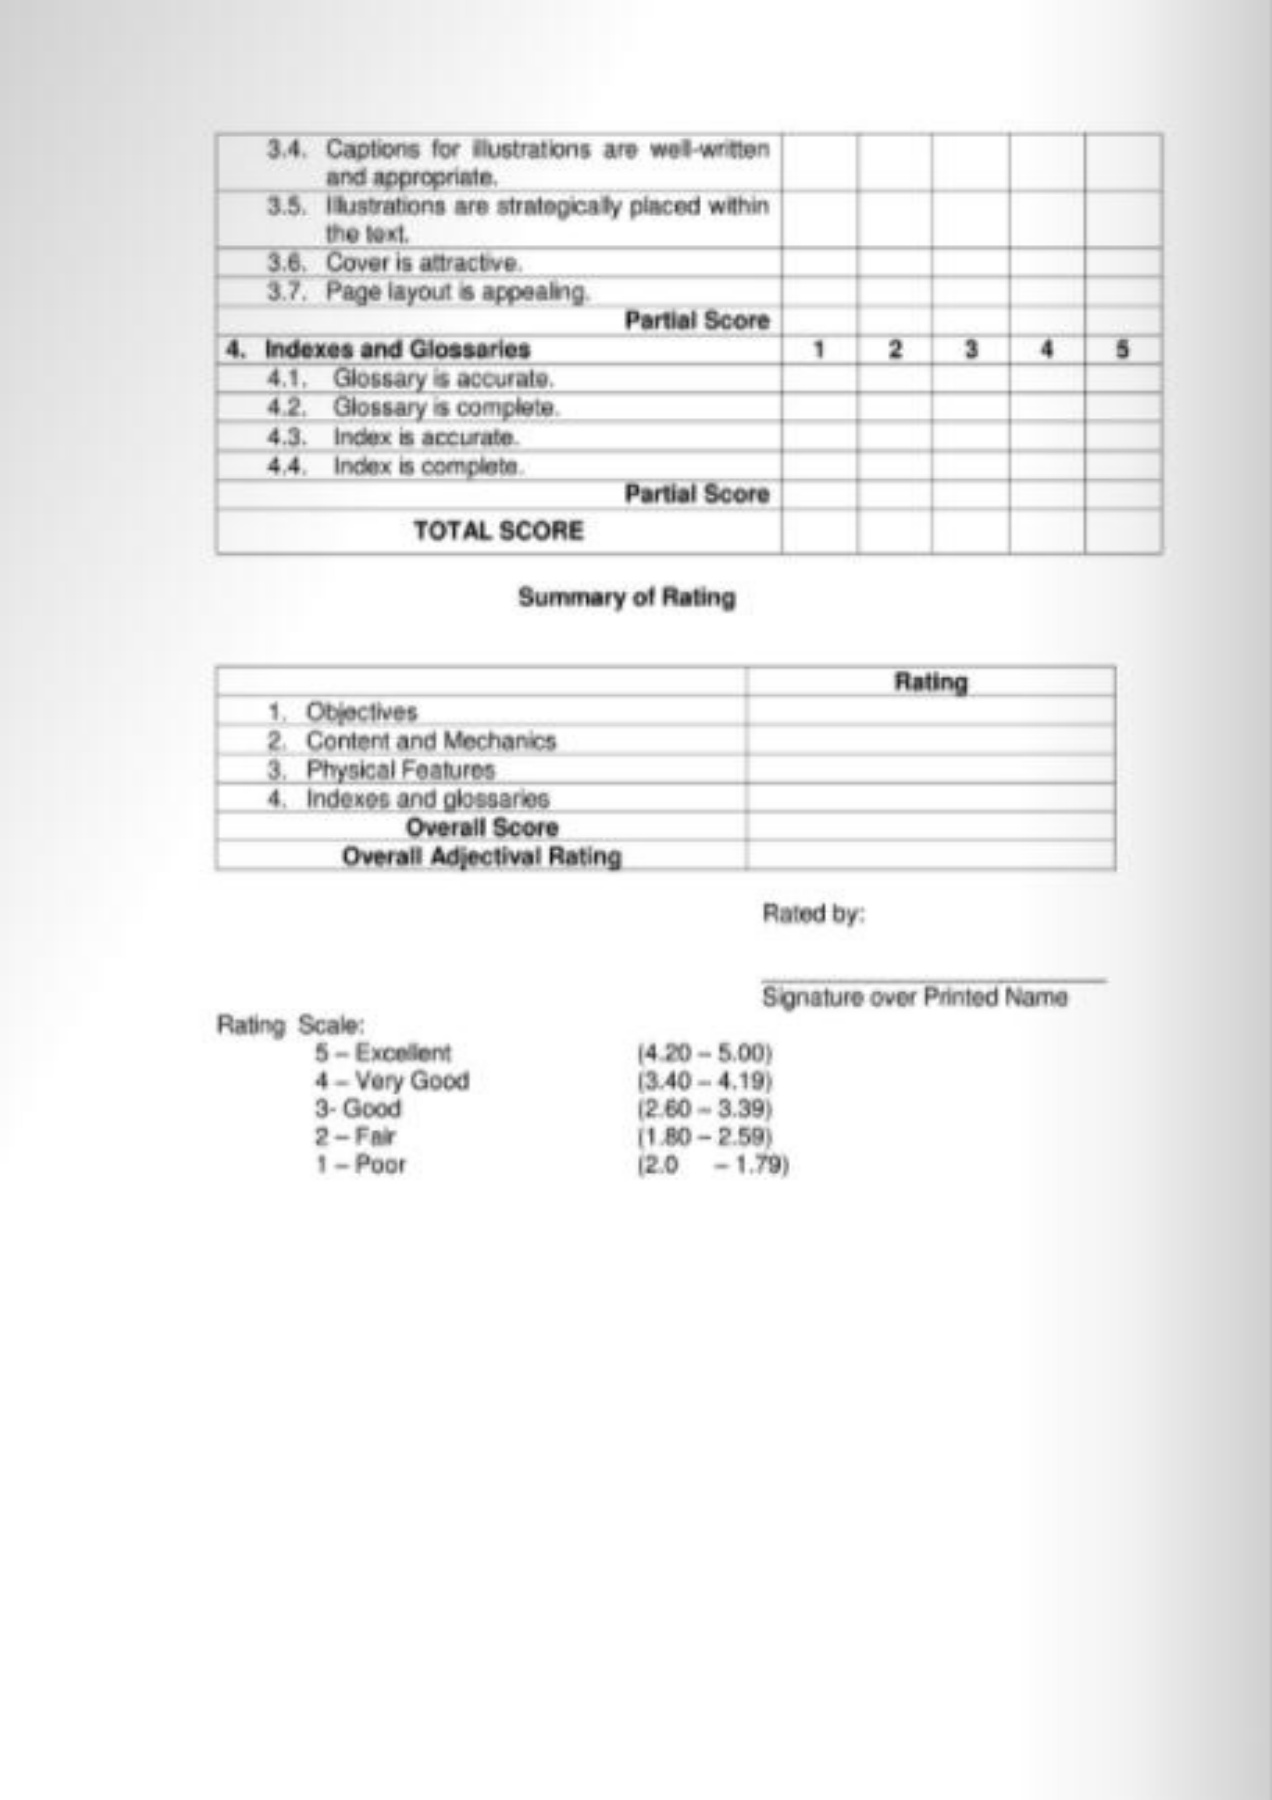 3.4. Captions for illustrations are well-written
and appropriate.
3.5. Illustrations are strategically placed within
the text.
3.6. Cover is attractive.
3.7. Page layout is appealing.
Partial Score
4. Indexes and Glossaries 1 2 3 4 5
4.1. Glossary is accurate.
4.2. Glossary is complete.
4.3. Index is accurate.
4.4. Index is complete.
Partial Score
TOTAL SCORE
Summary of Rating
Rating
1. Objectives
2. Content and Mechanics
3. Physical Features
4. Indexes and glossaries
Overall Score
Overall Adjectival Rating
Rated by:
Signature over Printed Name
Rating Scale:
5 – Excellent (4.20 – 5.00)
4 – Very Good (3.40 – 4.19)
3- Good (2.60 – 3.39)
2 – Fair (1.80 – 2.59)
1 – Poor (2.0 – 1.79)